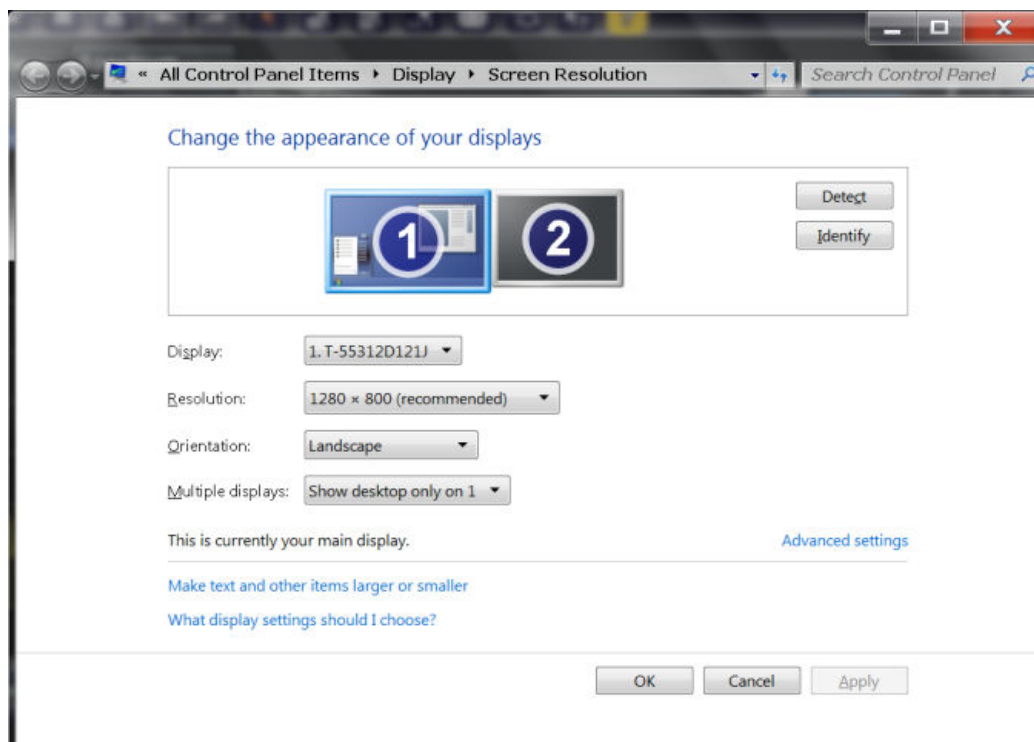 « All Control Panel Items Display Screen Resolution Search Control Panel
Change the appearance of your displays
1 2
Detect
Identify
Display: 1. T-55312D121J
Resolution: 1280 × 800 (recommended)
Orientation: Landscape
Multiple displays: Show desktop only on 1
This is currently your main display. Advanced settings
Make text and other items larger or smaller
What display settings should I choose?
OK Cancel Apply